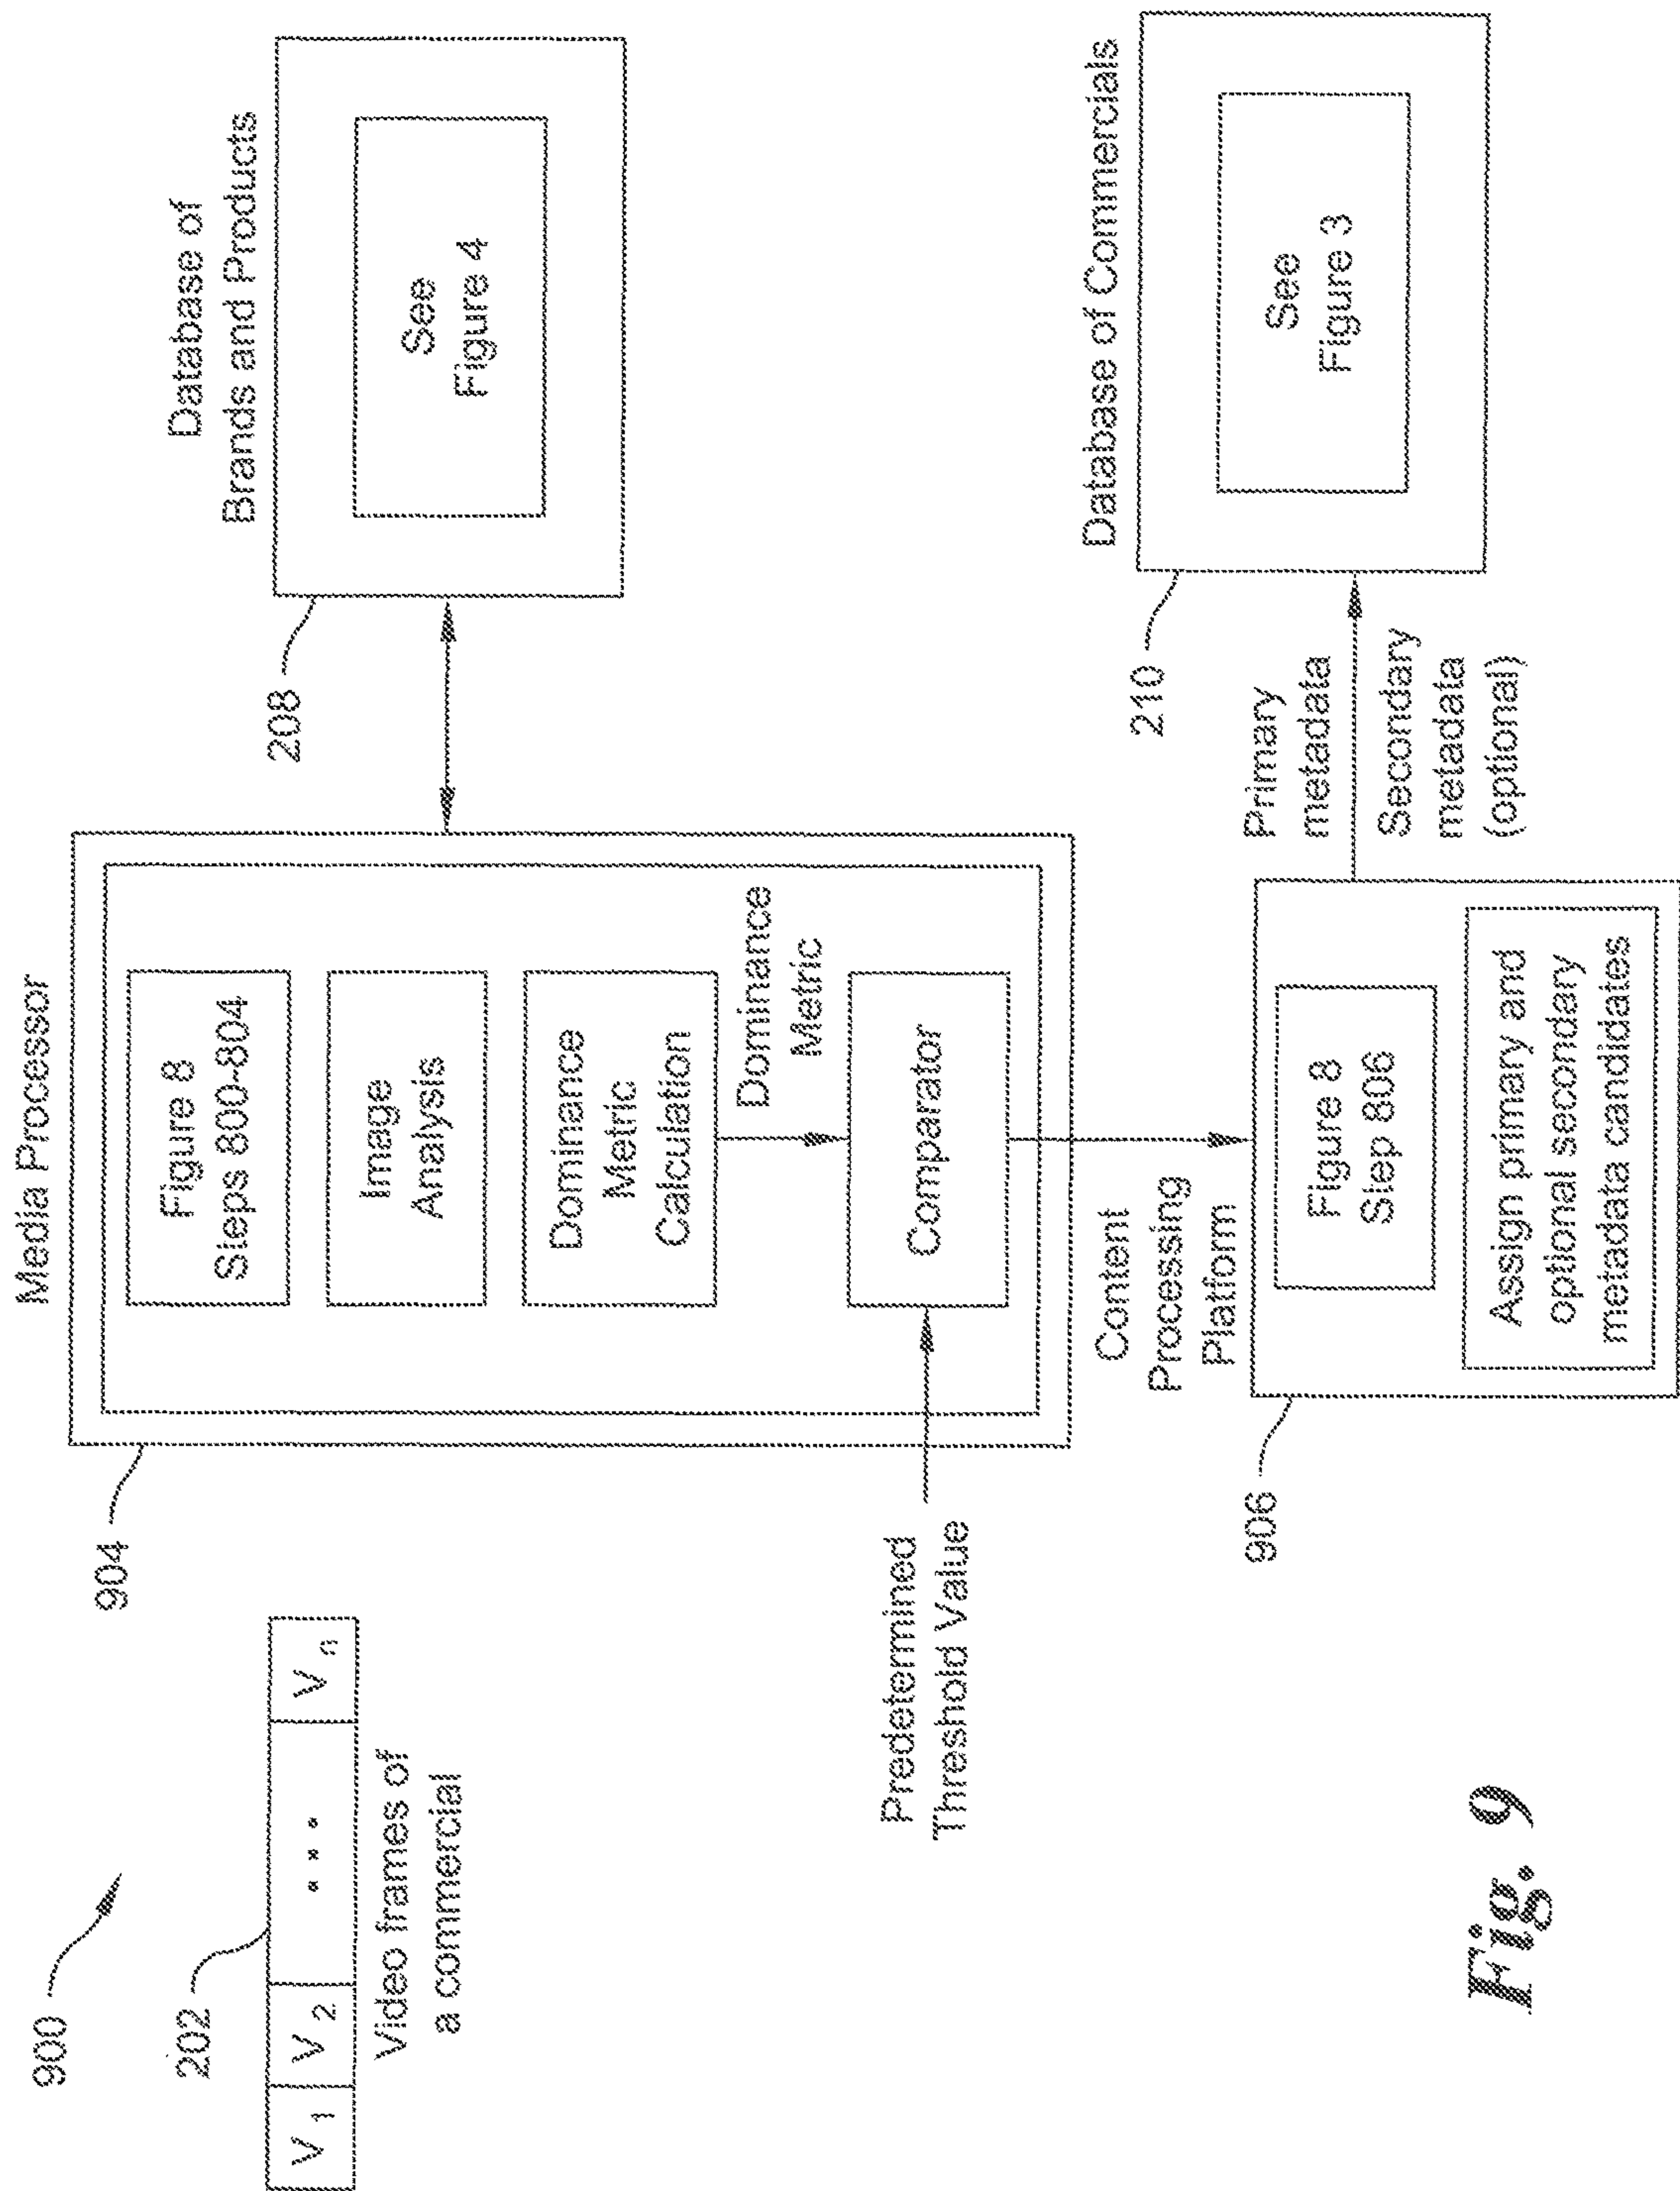 900
202
V 1
V 2
V n
Video frames of
a commercial
904
Media Processor
Figure 8
Steps 800-804
Image
Analysis
Dominance
Metric
Calculation
Dominance
Metric
Comparator
Predetermined
Threshold Value
208
Database of
Brands and Products
See
Figure 4
Content
Processing
Platform
906
Figure 8
Step 806
Assign primary and
optional secondary
metadata candidates
Primary
metadata
Secondary
metadata
(optional)
210
Database of Commercials
See
Figure 3
Fig. 9